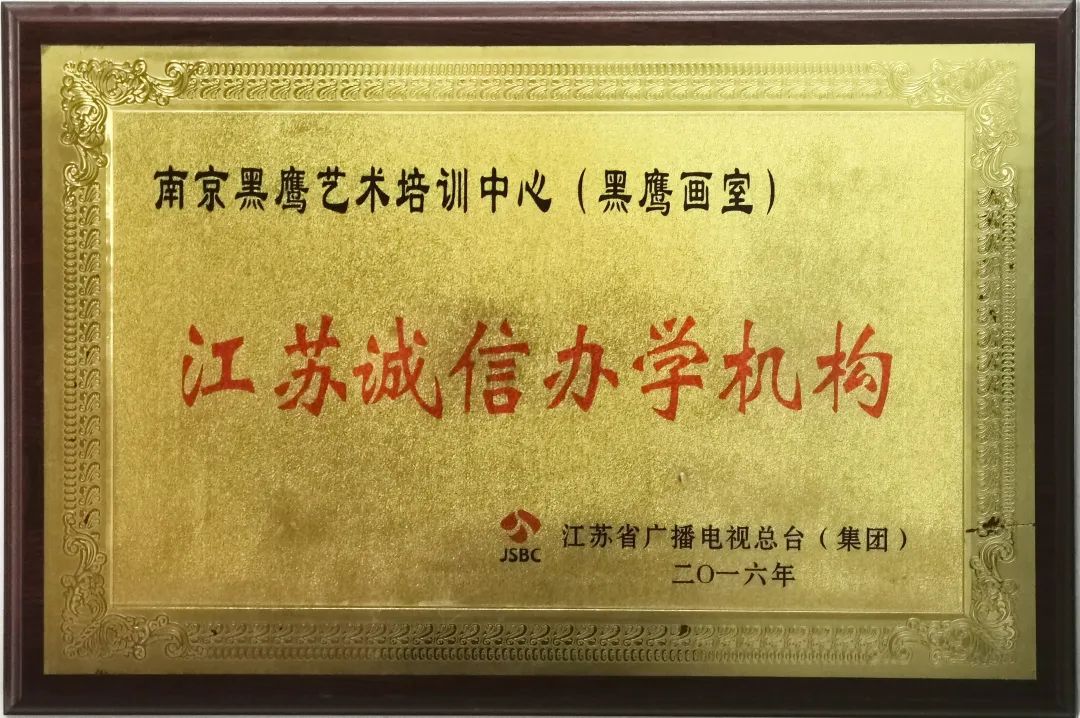 南京黑鹰艺术培训中心（黑鹰画室）
江苏诚信办学机构
JSBC 江苏省广播电视总台（集团）
二〇一六年